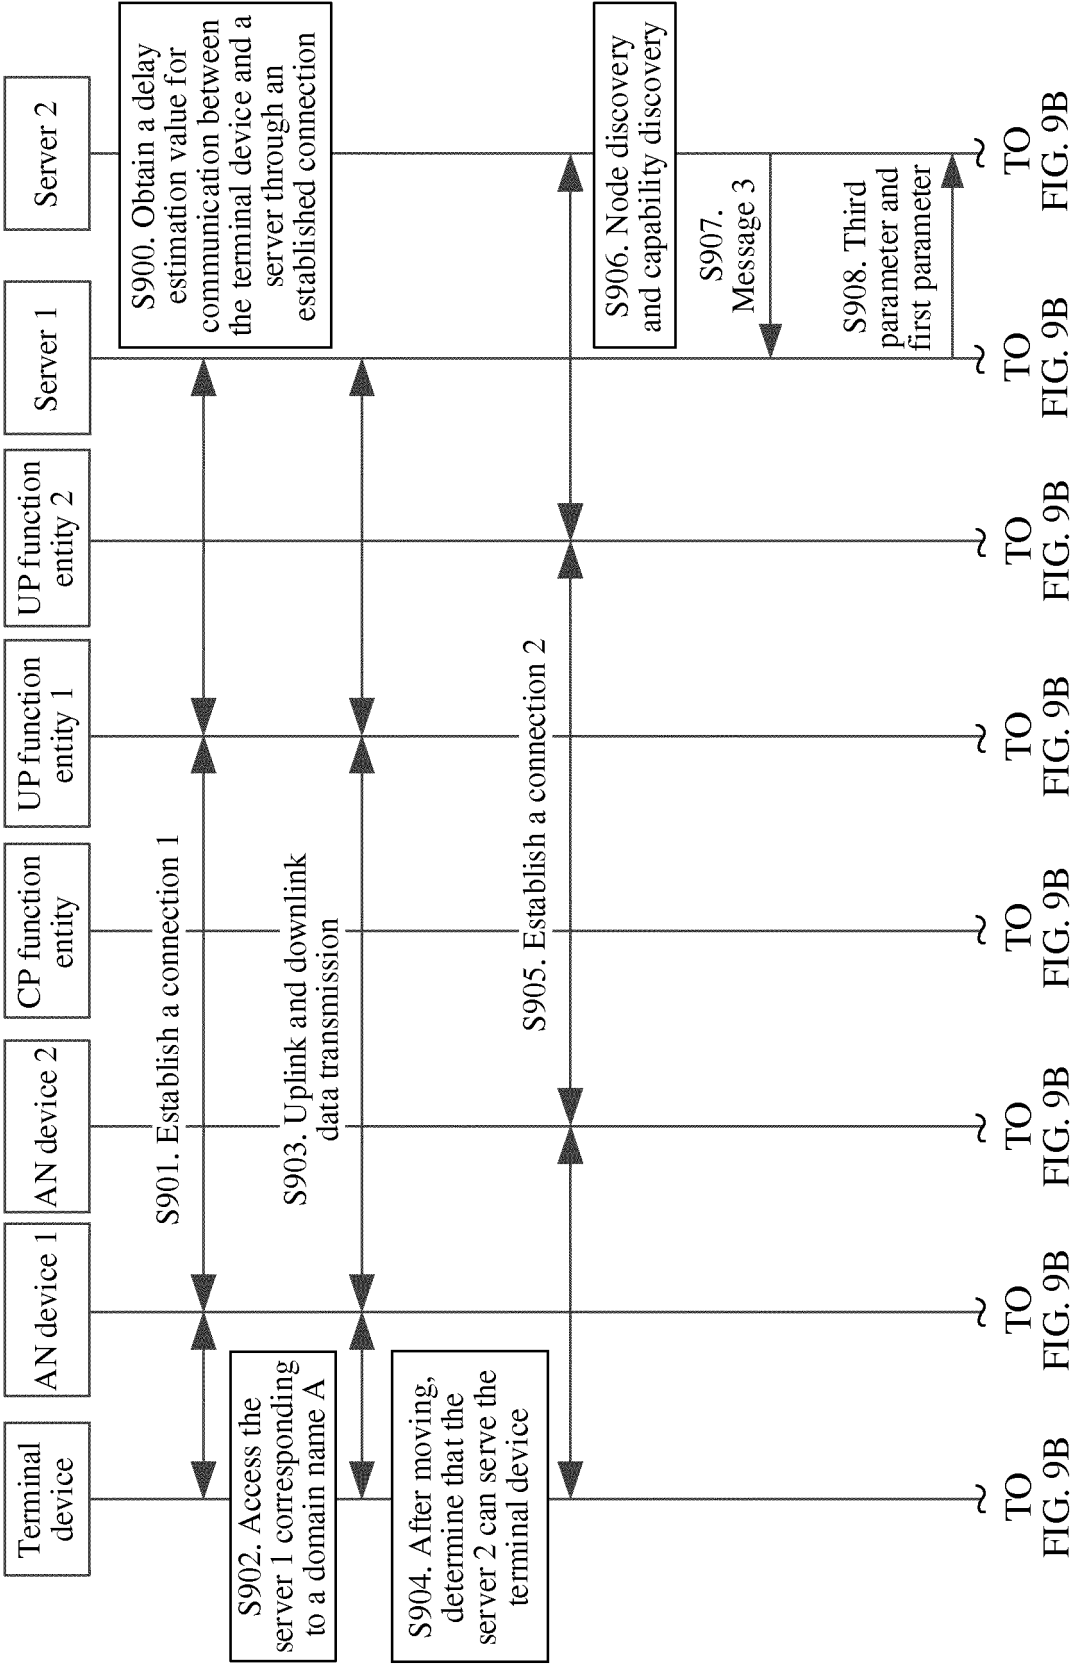 Terminal
device
AN device 1
AN device 2
CP function
entity
UP function
entity 1
UP function
entity 2
Server 1
Server 2
S900. Obtain a delay
estimation value for
communication between
the terminal device and a
server through an
established connection
S901. Establish a connection 1
S902. Access the
server 1 corresponding
to a domain name A
S903. Uplink and downlink
data transmission
S904. After moving,
determine that the
server 2 can serve the
terminal device
S905. Establish a connection 2
S906. Node discovery
and capability discovery
S907.
Message 3
S908. Third
parameter and
first parameter
TO
FIG. 9B
TO
FIG. 9B
TO
FIG. 9B
TO
FIG. 9B
TO
FIG. 9B
TO
FIG. 9B
TO
FIG. 9B
TO
FIG. 9B